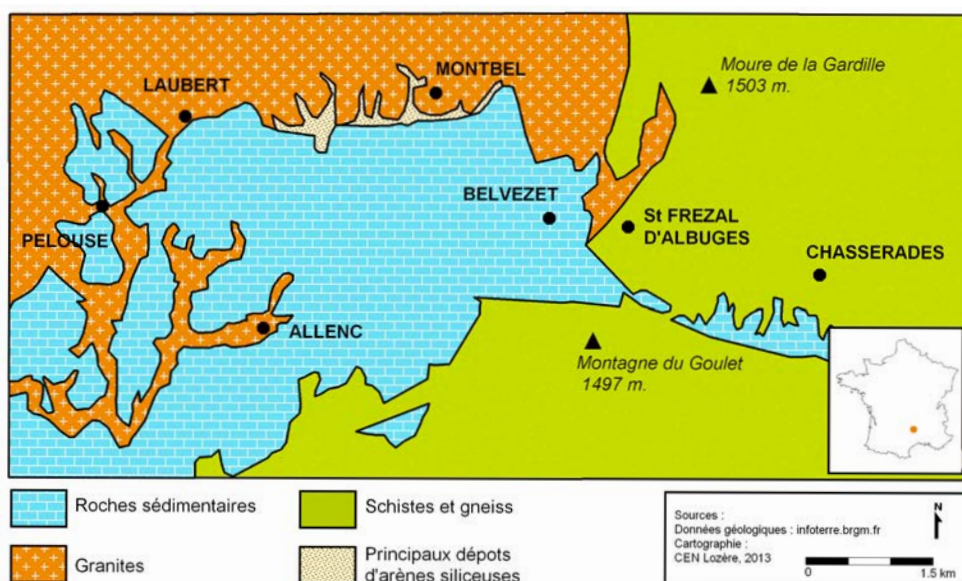 Moure de la Gardille
1503 m.
MONTBEL
LAUBERT
BELVEZET
PELOUSE
St FREZAL
D'ALBUGES
CHASSERADES
ALLENC
Montagne du Goulet
1497 m.
Roches sédimentaires
Schistes et gneiss
Granites
Principaux dépots
d'arènes siliceuses
Sources :
Données géologiques : infoterre.brgm.fr
Cartographie :
CEN Lozère, 2013
N
0 1.5 km